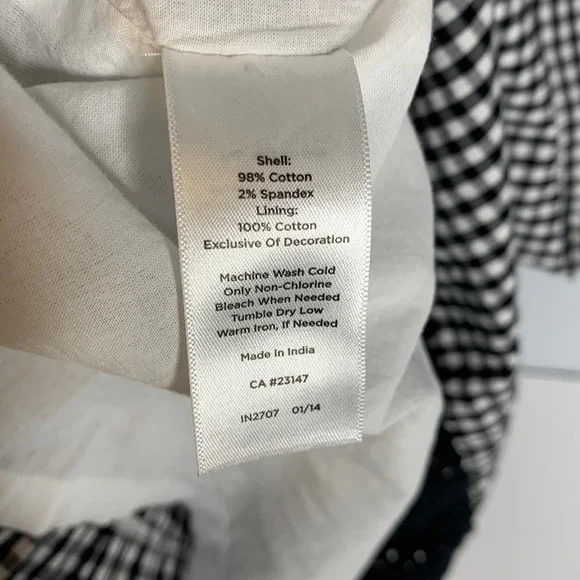 Shell:
98% Cotton
2% Spandex
Lining:
100% Cotton
Exclusive Of Decoration
Machine Wash Cold
Only Non-Chlorine
Bleach When Needed
Tumble Dry Low
Warm Iron, If Needed
Made In India
CA #23147
IN2707 01/14